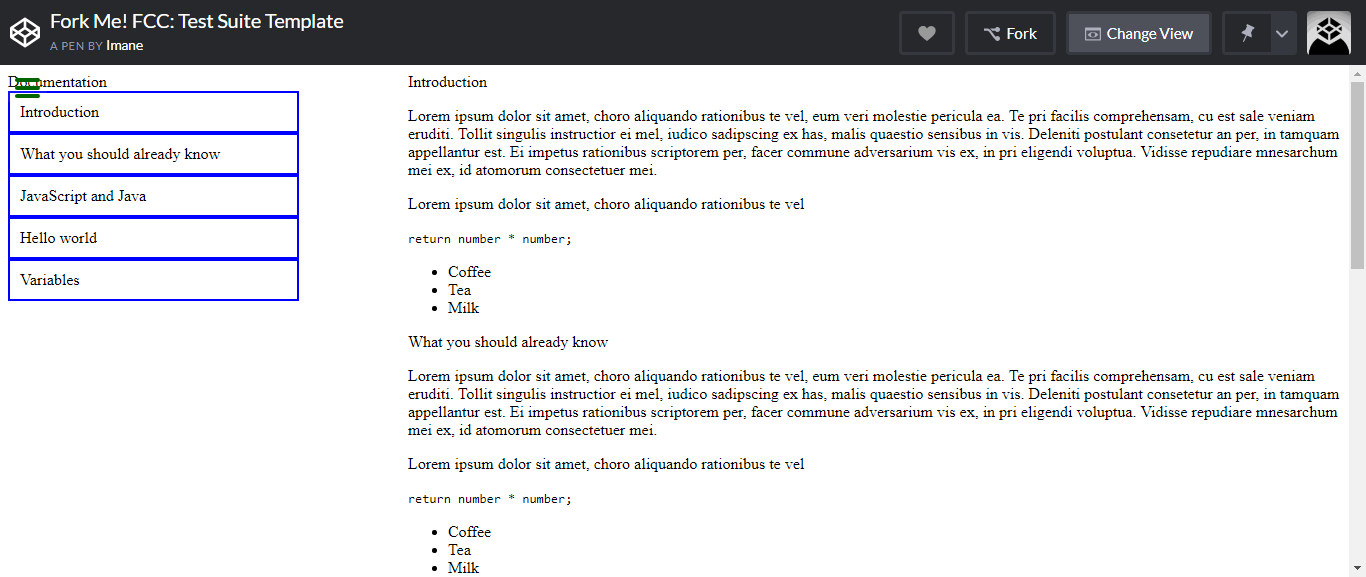 Fork Me! FCC: Test Suite Template
A PEN BY Imane
Fork
Change View
Documentation
Introduction
What you should already know
JavaScript and Java
Hello world
Variables
Introduction
Lorem ipsum dolor sit amet, choro aliquando rationibus te vel, eum veri molestie pericula ea. Te pri facilis comprehensam, cu est sale veniam
eruditi. Tollit singulis instructior ei mel, iudico sadipscing ex has, malis quaestio sensibus in vis. Deleniti postulant consetetur an per, in tamquam
appellantur est. Ei impetus rationibus scriptorem per, facer commune adversarium vis ex, in pri eligendi voluptua. Vidisse repudiare mnesarchum
mei ex, id atomorum consectetuer mei.
Lorem ipsum dolor sit amet, choro aliquando rationibus te vel
return number * number;
Coffee
Tea
Milk
What you should already know
Lorem ipsum dolor sit amet, choro aliquando rationibus te vel, eum veri molestie pericula ea. Te pri facilis comprehensam, cu est sale veniam
eruditi. Tollit singulis instructior ei mel, iudico sadipscing ex has, malis quaestio sensibus in vis. Deleniti postulant consetetur an per, in tamquam
appellantur est. Ei impetus rationibus scriptorem per, facer commune adversarium vis ex, in pri eligendi voluptua. Vidisse repudiare mnesarchum
mei ex, id atomorum consectetuer mei.
Lorem ipsum dolor sit amet, choro aliquando rationibus te vel
return number * number;
Coffee
Tea
Milk